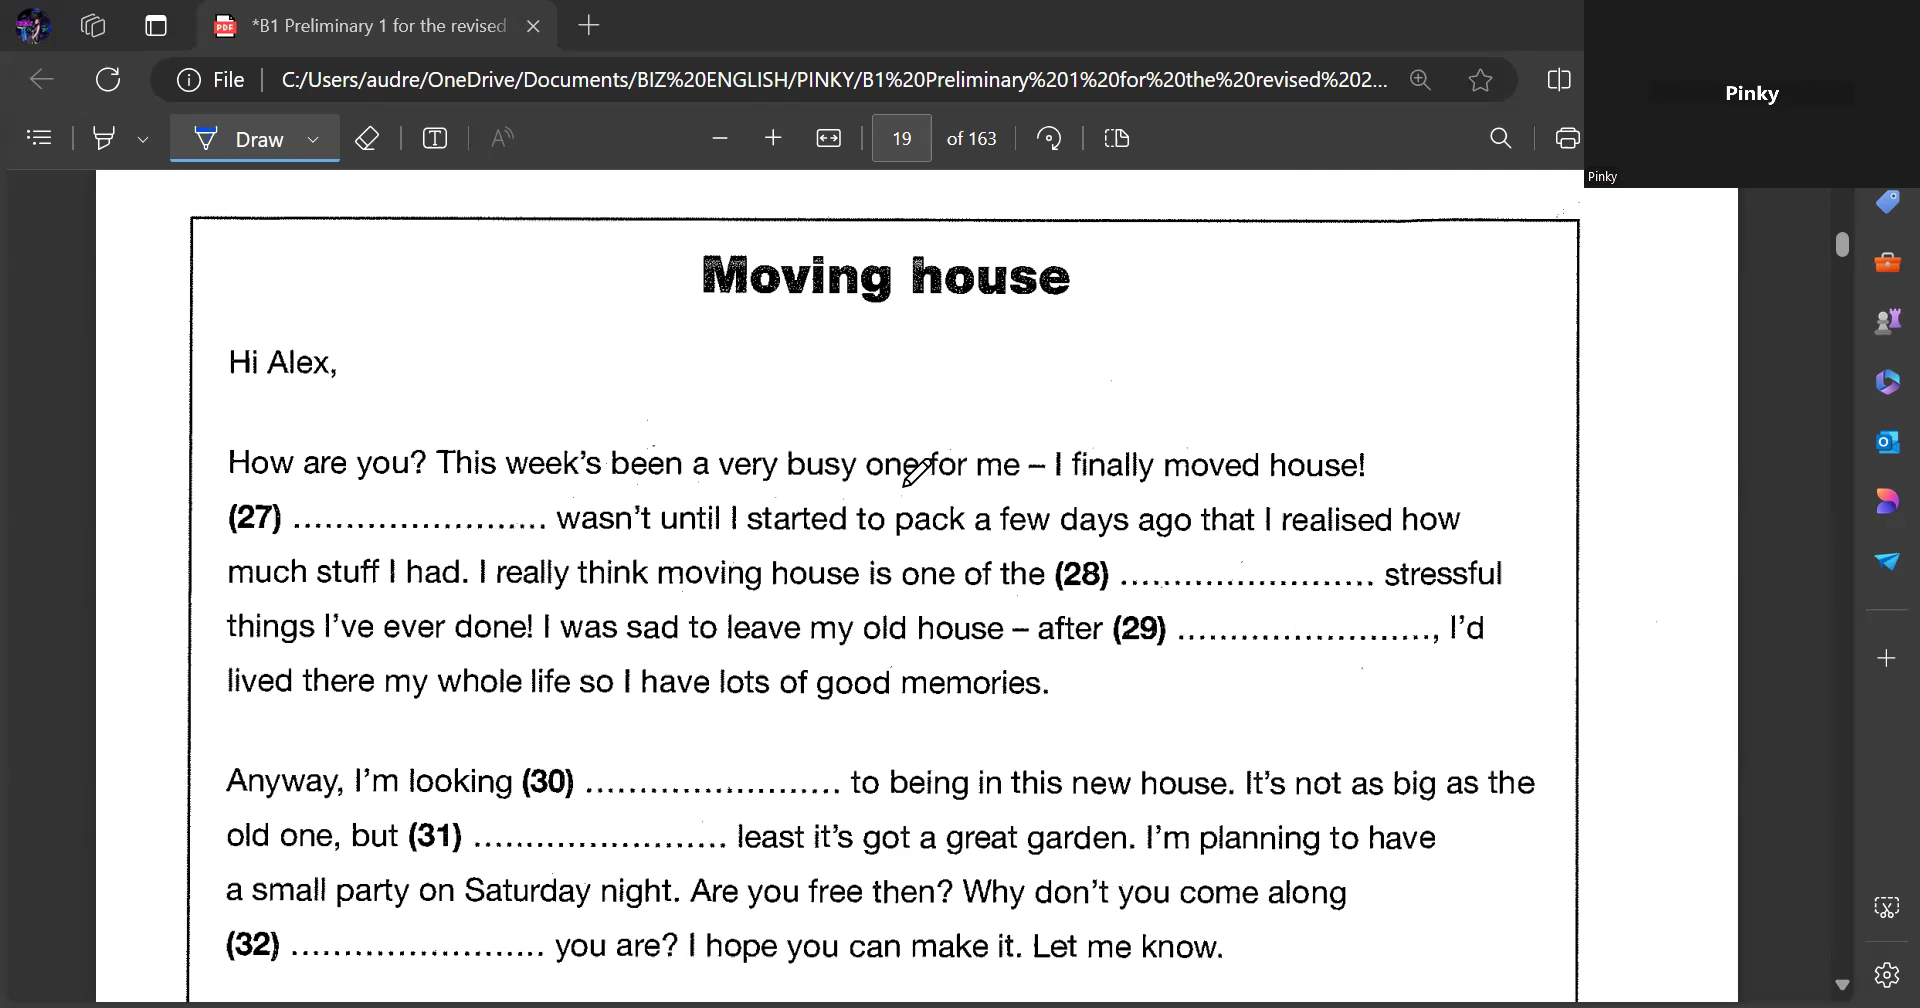 *B1 Preliminary 1 for the revised
File
C:/Users/audre/OneDrive/Documents/BIZ%20ENGLISH/PINKY/B1%20Preliminary%201%20for%20the%20revised%202...
Draw
19 of 163
Pinky
Pinky
Moving house
Hi Alex,
How are you? This week's been a very busy one for me – I finally moved house!
(27) ........................ wasn't until I started to pack a few days ago that I realised how
much stuff I had. I really think moving house is one of the (28) ........................ stressful
things I've ever done! I was sad to leave my old house – after (29) ........................, I'd
lived there my whole life so I have lots of good memories.
Anyway, I'm looking (30) ........................ to being in this new house. It's not as big as the
old one, but (31) ........................ least it's got a great garden. I'm planning to have
a small party on Saturday night. Are you free then? Why don't you come along
(32) ........................ you are? I hope you can make it. Let me know.